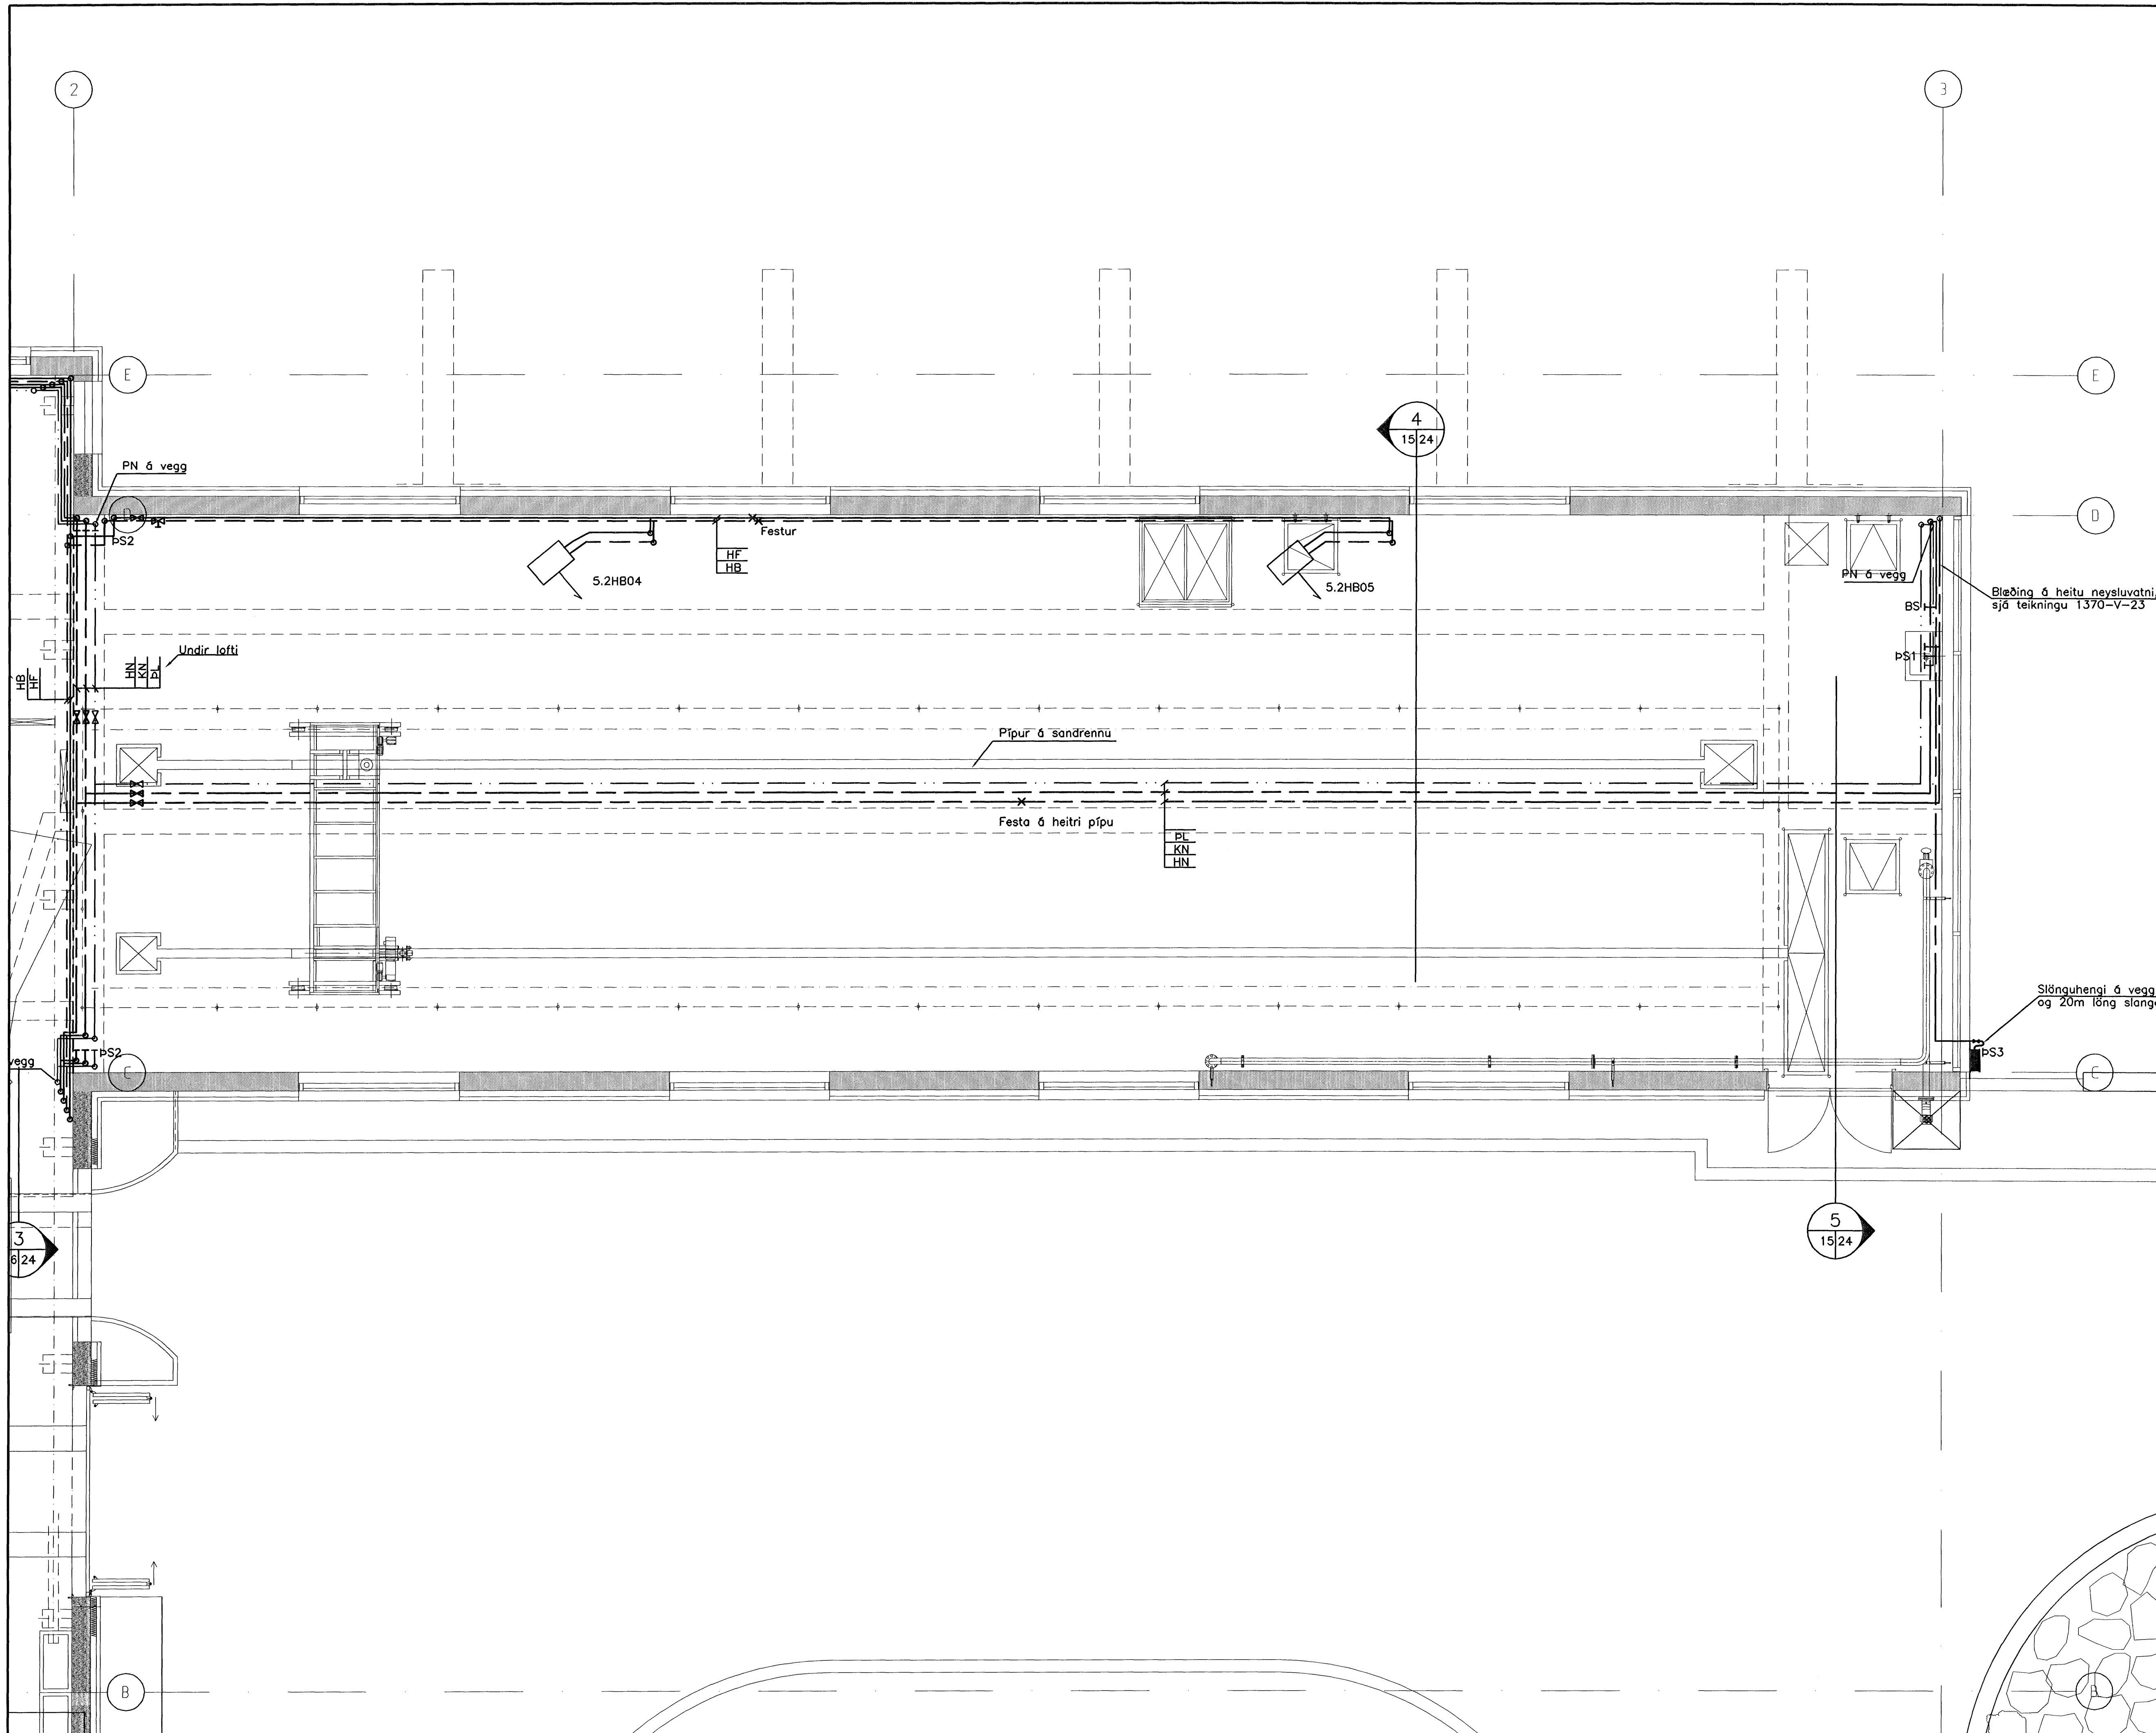 2
3
E
E
4
15 24
PN á vegg
D
D
ÞS2
Festur
HF
HB
5.2HB04
5.2HB05
PN á vegg
Blæðing á heitu neysluvatni,
sjá teikningu 1370-V-23
BS
ÞS1
Undir lofti
HN
KN
ÞL
HB
HF
Pípur á sandrennu
Festa á heitri pípu
ÞL
KN
HN
Slönguhengi á vegg
og 20m löng slang
ÞS3
ÞS2
vegg
C
C
3
6 24
5
15 24
B
B